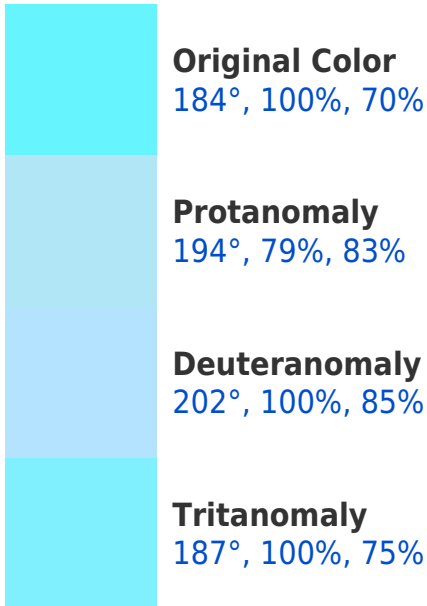 Original Color
184°, 100%, 70%
Protanomaly
194°, 79%, 83%
Deuteranomaly
202°, 100%, 85%
Tritanomaly
187°, 100%, 75%